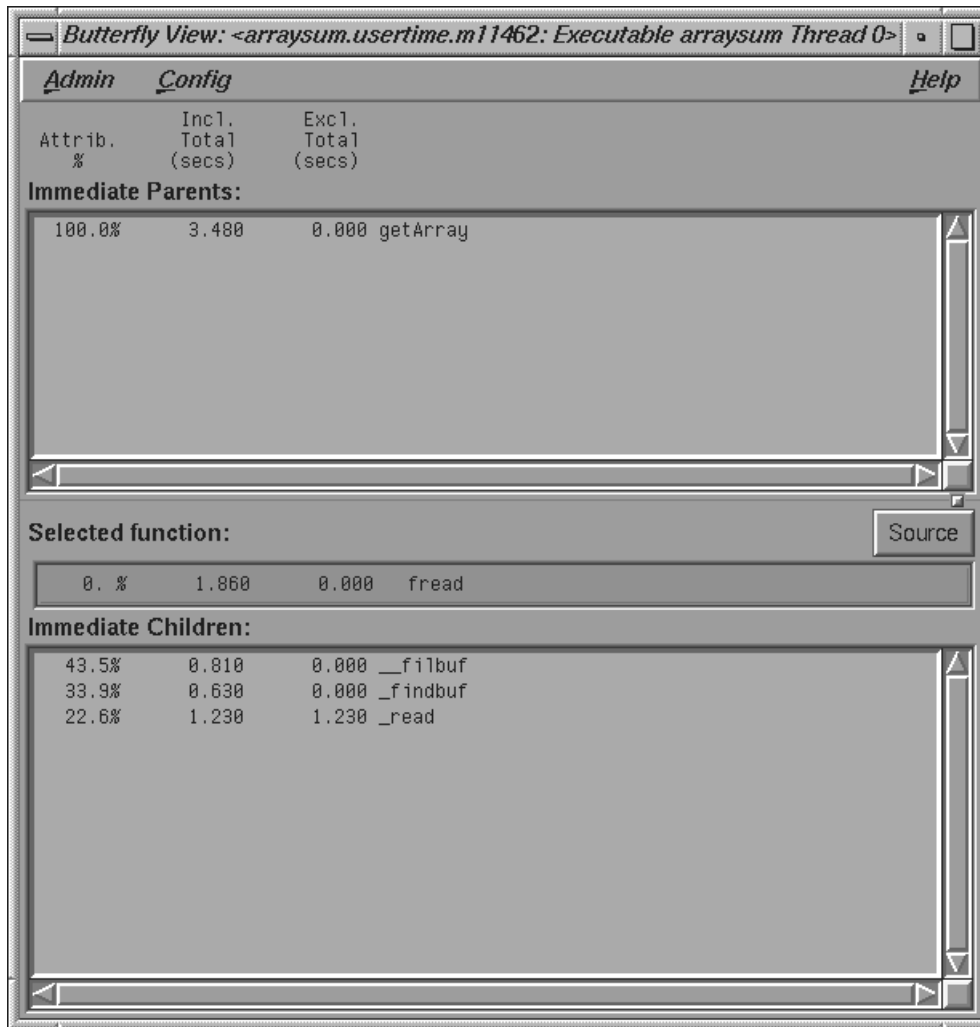 Butterfly View: <arraysum.usertime.m11462: Executable arraysum Thread 0>
Admin Config Help
Incl. Excl.
Attrib. Total Total
% (secs) (secs)
Immediate Parents:
100.0% 3.480 0.000 getArray
Selected function: Source
0. % 1.860 0.000 fread
Immediate Children:
43.5% 0.810 0.000 __filbuf
33.9% 0.630 0.000 _findbuf
22.6% 1.230 1.230 _read